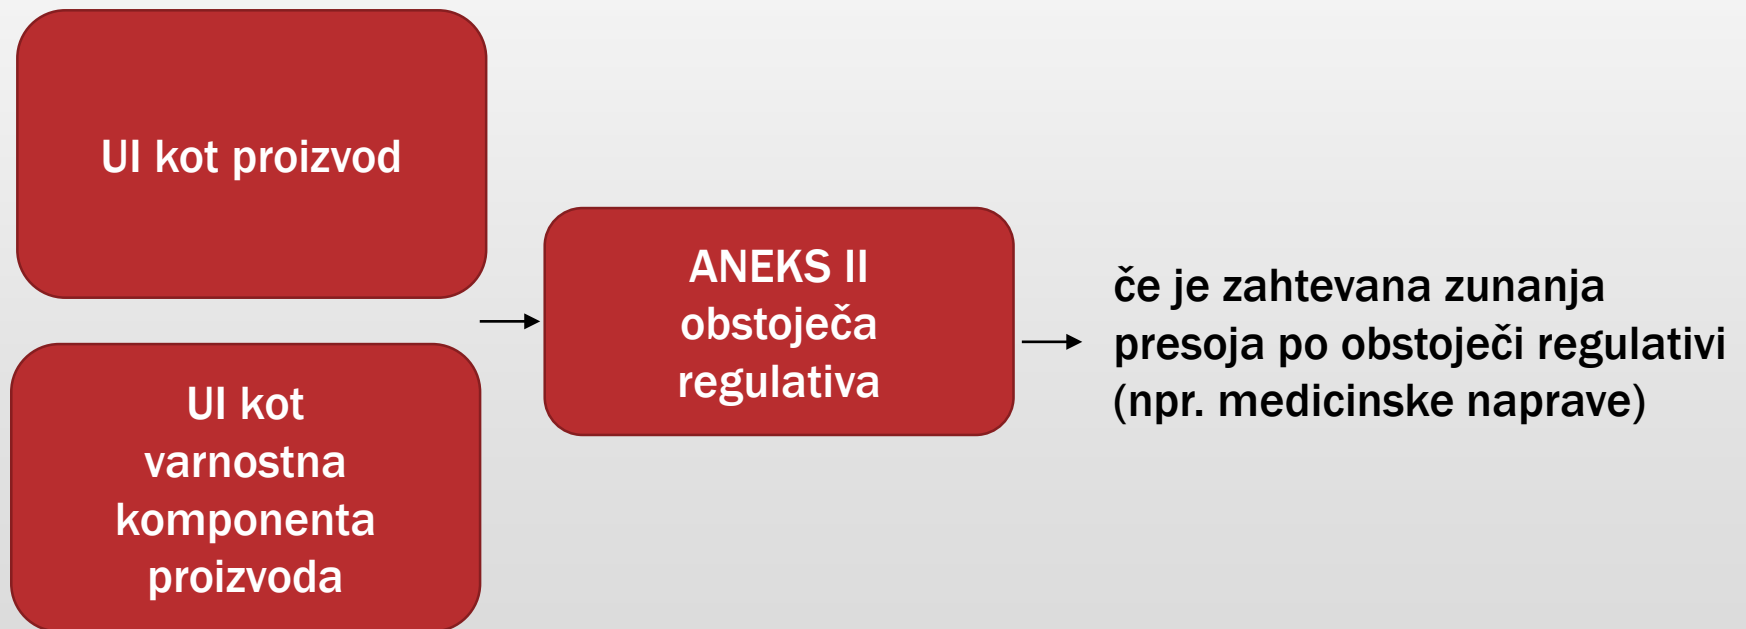 UI kot proizvod
UI kot
varnostna
komponenta
proizvoda
ANEKS II
obstoječa
regulativa
če je zahtevana zunanja
presoja po obstoječi regulativi
(npr. medicinske naprave)